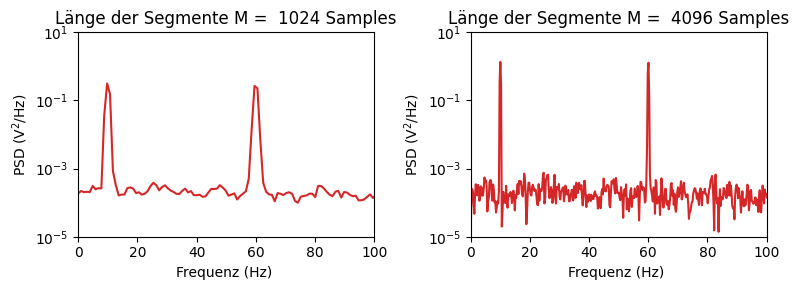 Länge der Segmente M =  1024 Samples
10^1
10^-1
10^-3
10^-5
PSD (V^2/Hz)
0 20 40 60 80 100
Frequenz (Hz)
Länge der Segmente M =  4096 Samples
10^1
10^-1
10^-3
10^-5
PSD (V^2/Hz)
0 20 40 60 80 100
Frequenz (Hz)